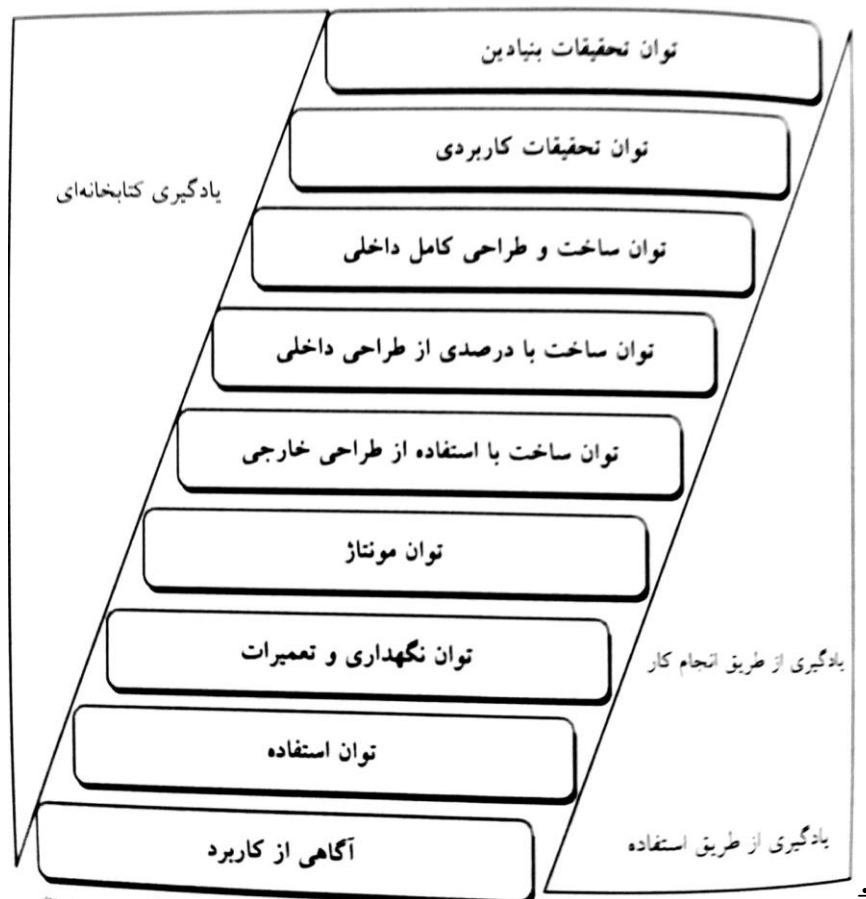 توان تحقیقات بنیادین
توان تحقیقات کاربردی
یادگیری کتابخانه‌ای
توان ساخت و طراحی کامل داخلی
توان ساخت با درصدی از طراحی داخلی
توان ساخت با استفاده از طراحی خارجی
توان مونتاژ
توان نگهداری و تعمیرات
یادگیری از طریق انجام کار
توان استفاده
یادگیری از طریق استفاده
آگاهی از کاربرد